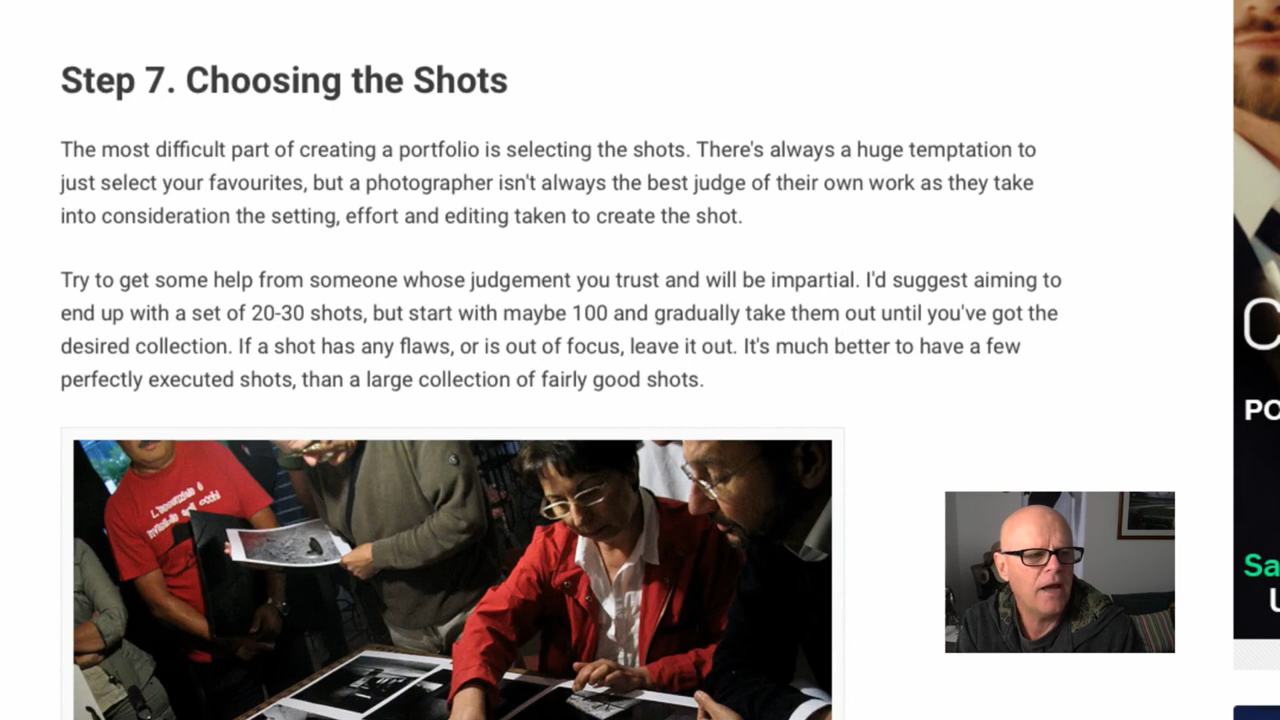 Step 7. Choosing the Shots
The most difficult part of creating a portfolio is selecting the shots. There's always a huge temptation to
just select your favourites, but a photographer isn't always the best judge of their own work as they take
into consideration the setting, effort and editing taken to create the shot.
Try to get some help from someone whose judgement you trust and will be impartial. I'd suggest aiming to
end up with a set of 20-30 shots, but start with maybe 100 and gradually take them out until you've got the
desired collection. If a shot has any flaws, or is out of focus, leave it out. It's much better to have a few
perfectly executed shots, than a large collection of fairly good shots.
L'essenziale è
invisibile agli occhi
PO
Sa